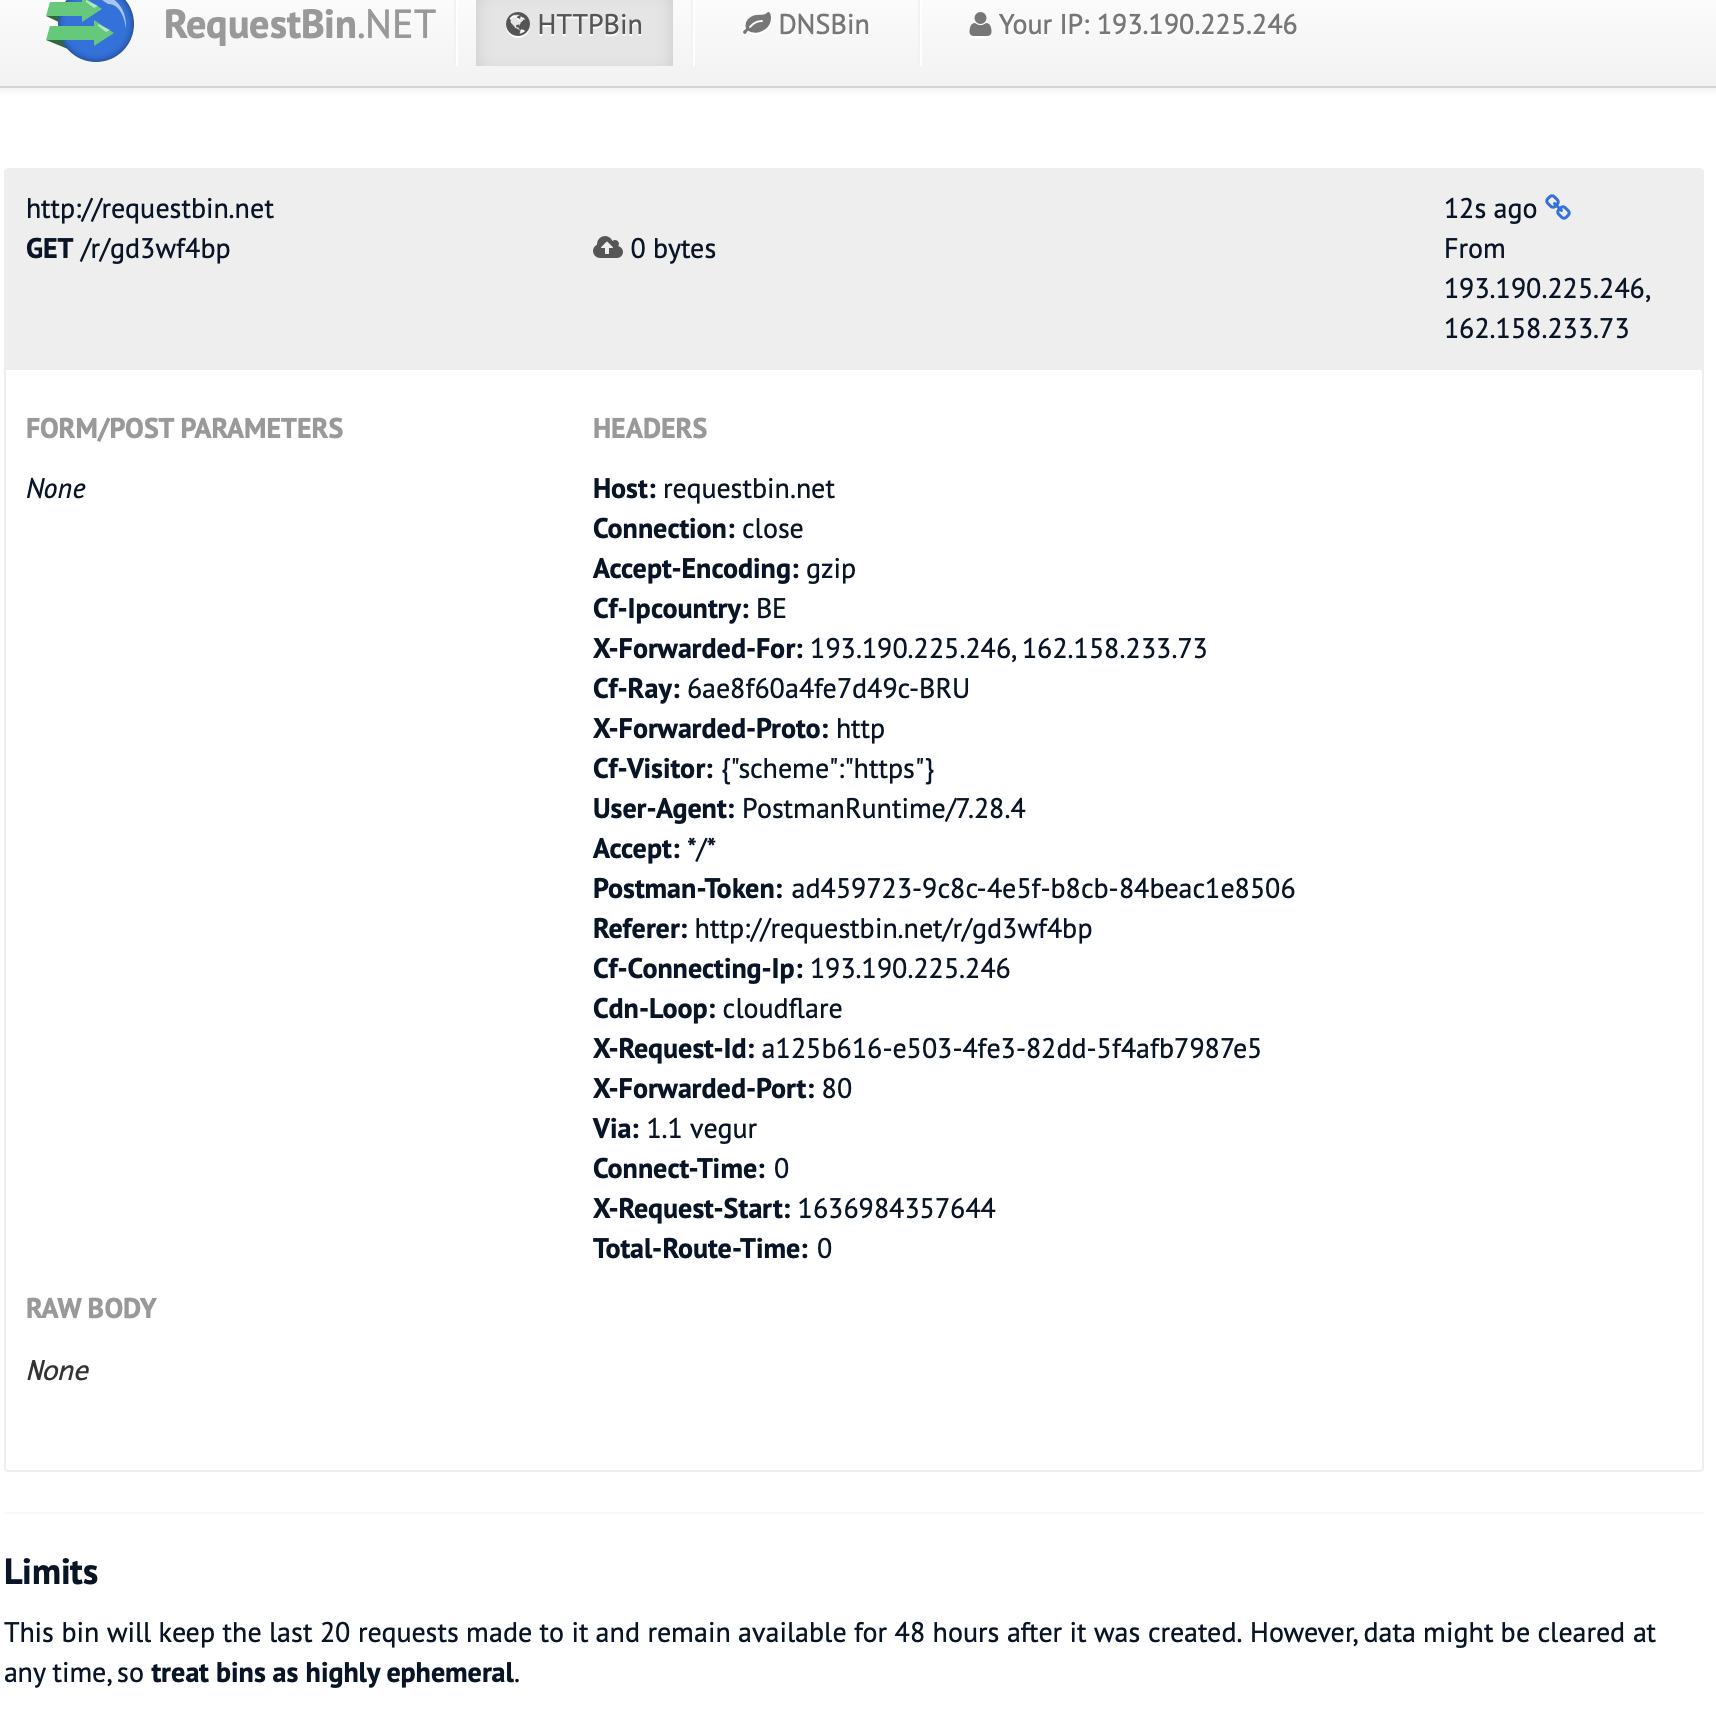 RequestBin.NET
HTTPBin
DNSBin
Your IP: 193.190.225.246
http://requestbin.net
GET /r/gd3wf4bp
0 bytes
12s ago
From
193.190.225.246,
162.158.233.73
FORM/POST PARAMETERS
None
HEADERS
Host: requestbin.net
Connection: close
Accept-Encoding: gzip
Cf-Ipcountry: BE
X-Forwarded-For: 193.190.225.246, 162.158.233.73
Cf-Ray: 6ae8f60a4fe7d49c-BRU
X-Forwarded-Proto: http
Cf-Visitor: {"scheme":"https"}
User-Agent: PostmanRuntime/7.28.4
Accept: */*
Postman-Token: ad459723-9c8c-4e5f-b8cb-84beac1e8506
Referer: http://requestbin.net/r/gd3wf4bp
Cf-Connecting-Ip: 193.190.225.246
Cdn-Loop: cloudflare
X-Request-Id: a125b616-e503-4fe3-82dd-5f4afb7987e5
X-Forwarded-Port: 80
Via: 1.1 vegur
Connect-Time: 0
X-Request-Start: 1636984357644
Total-Route-Time: 0
RAW BODY
None
Limits
This bin will keep the last 20 requests made to it and remain available for 48 hours after it was created. However, data might be cleared at
any time, so treat bins as highly ephemeral.